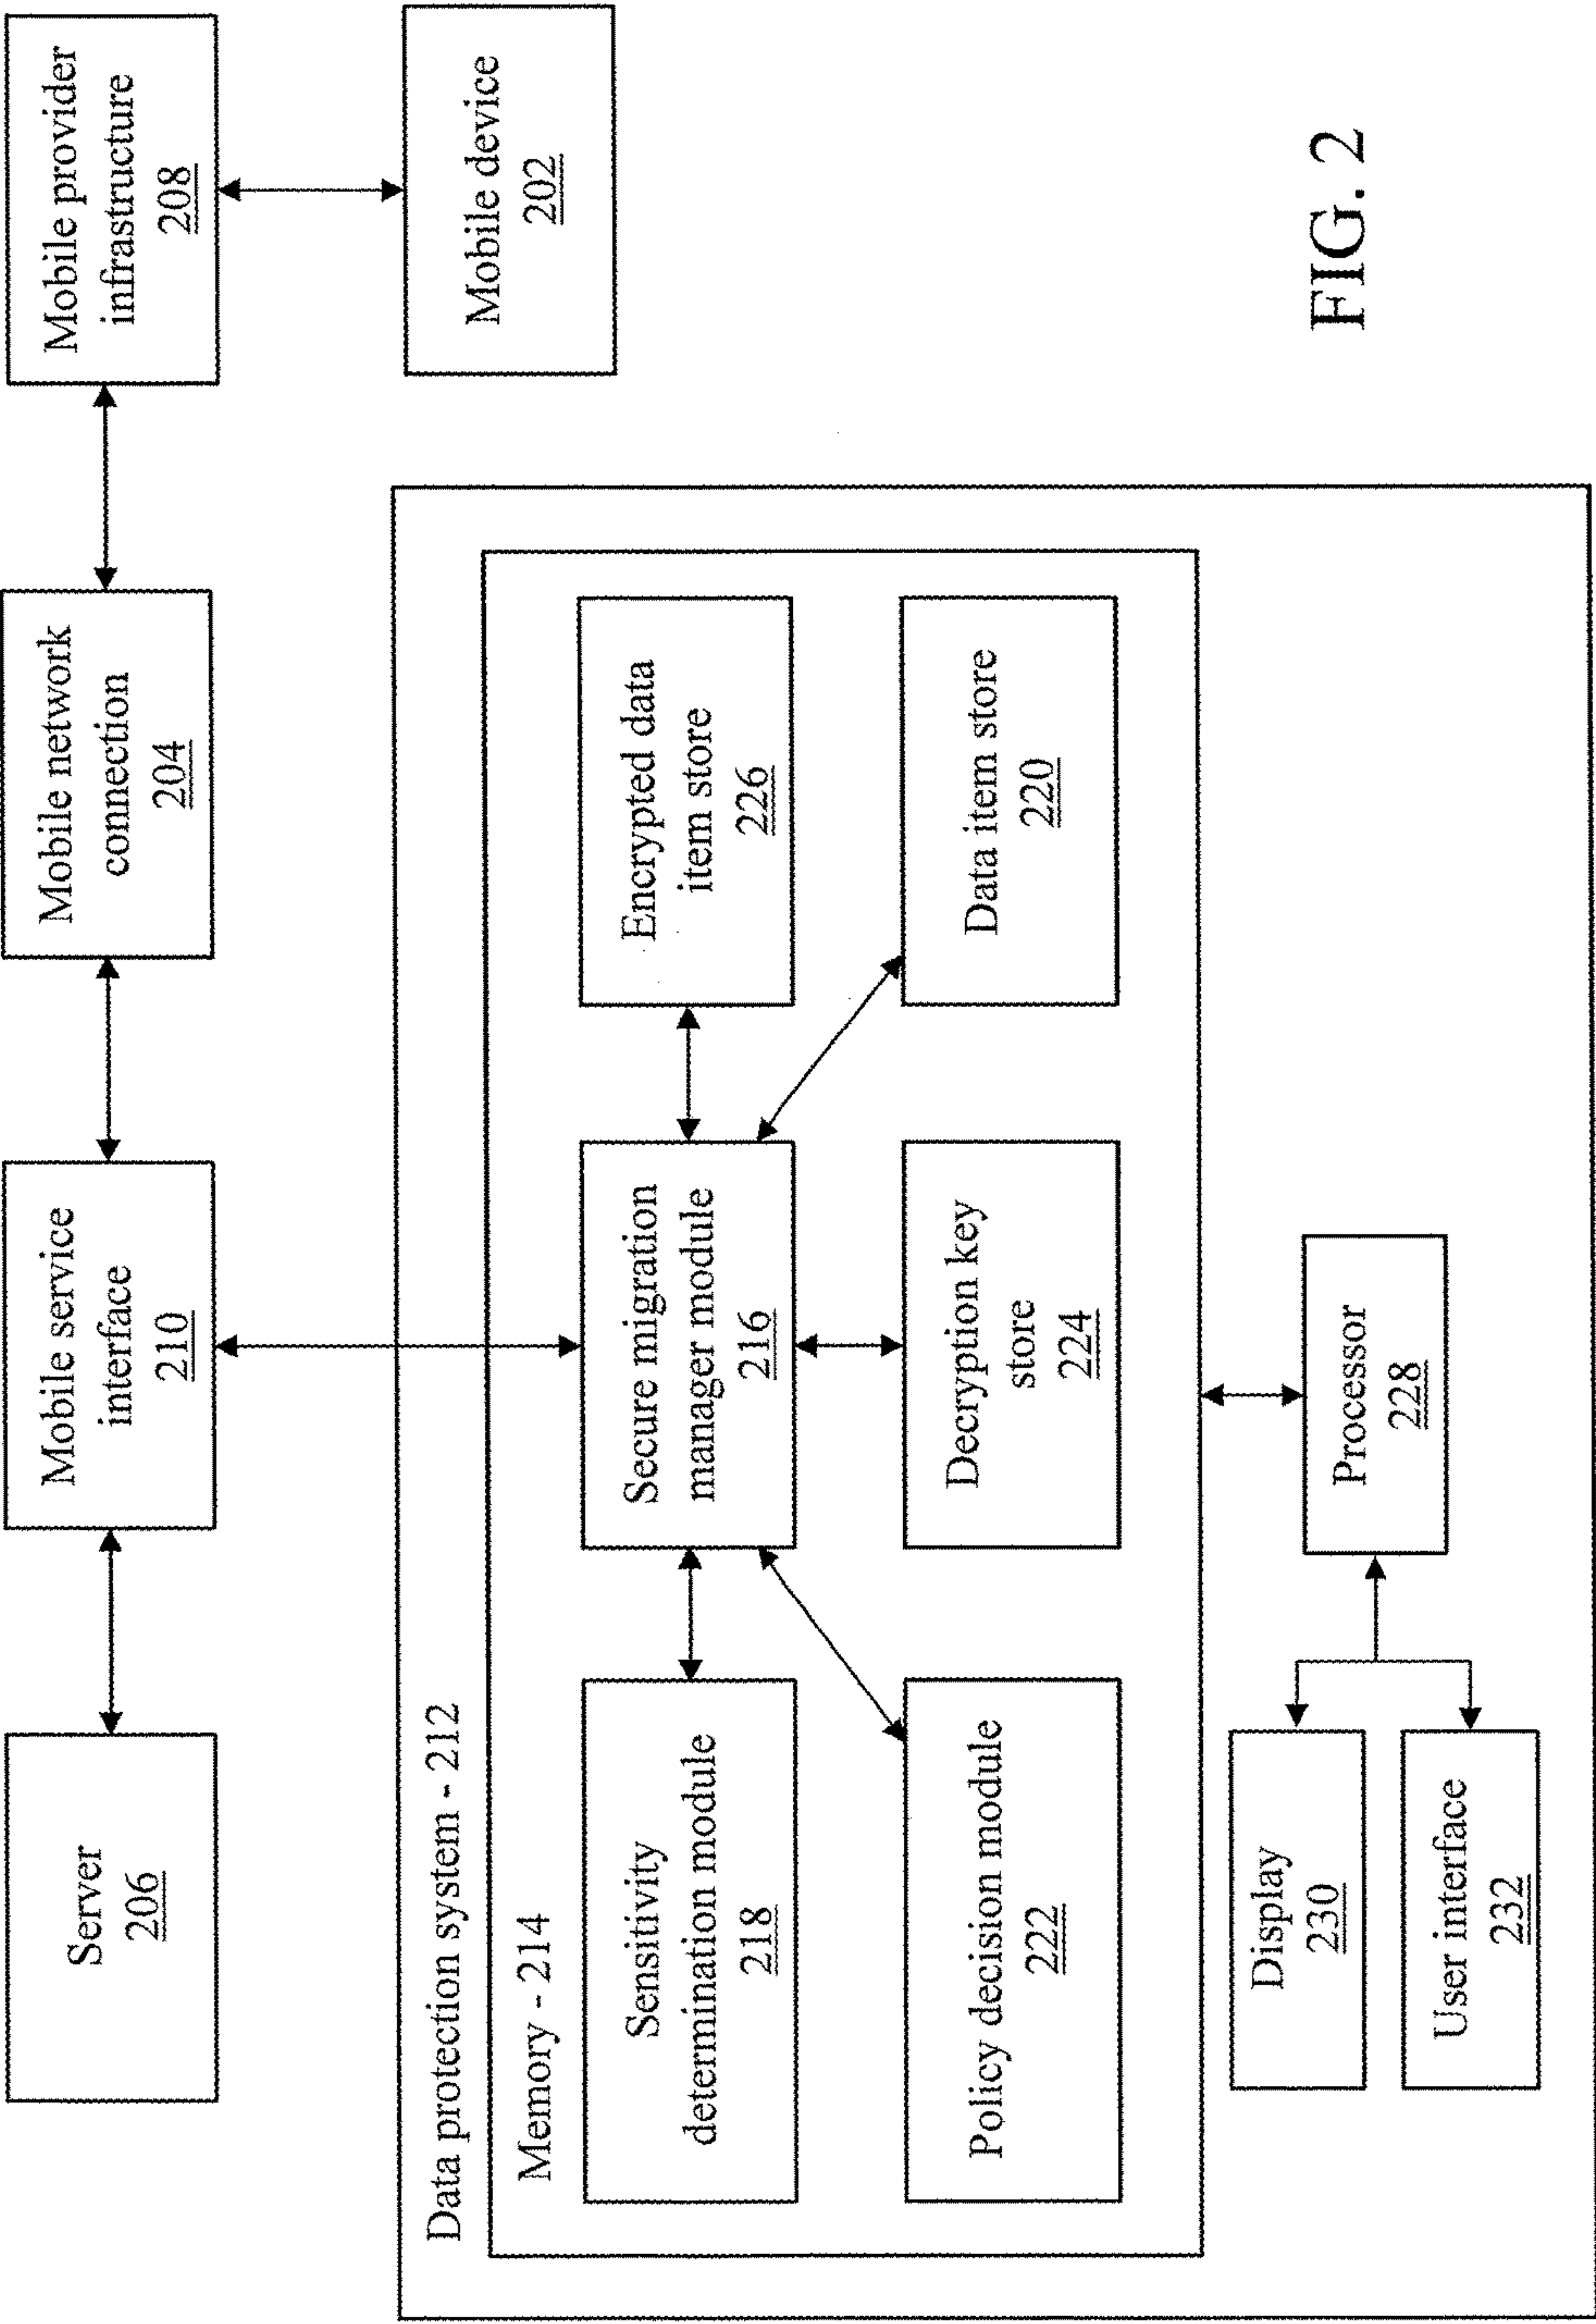 Server
206
Mobile service
interface
210
Mobile network
connection
204
Mobile provider
infrastructure
208
Mobile device
202
Data protection system - 212
Memory - 214
Sensitivity
determination module
218
Secure migration
manager module
216
Encrypted data
item store
226
Policy decision module
222
Decryption key
store
224
Data item store
220
Display
230
User interface
232
Processor
228
FIG. 2